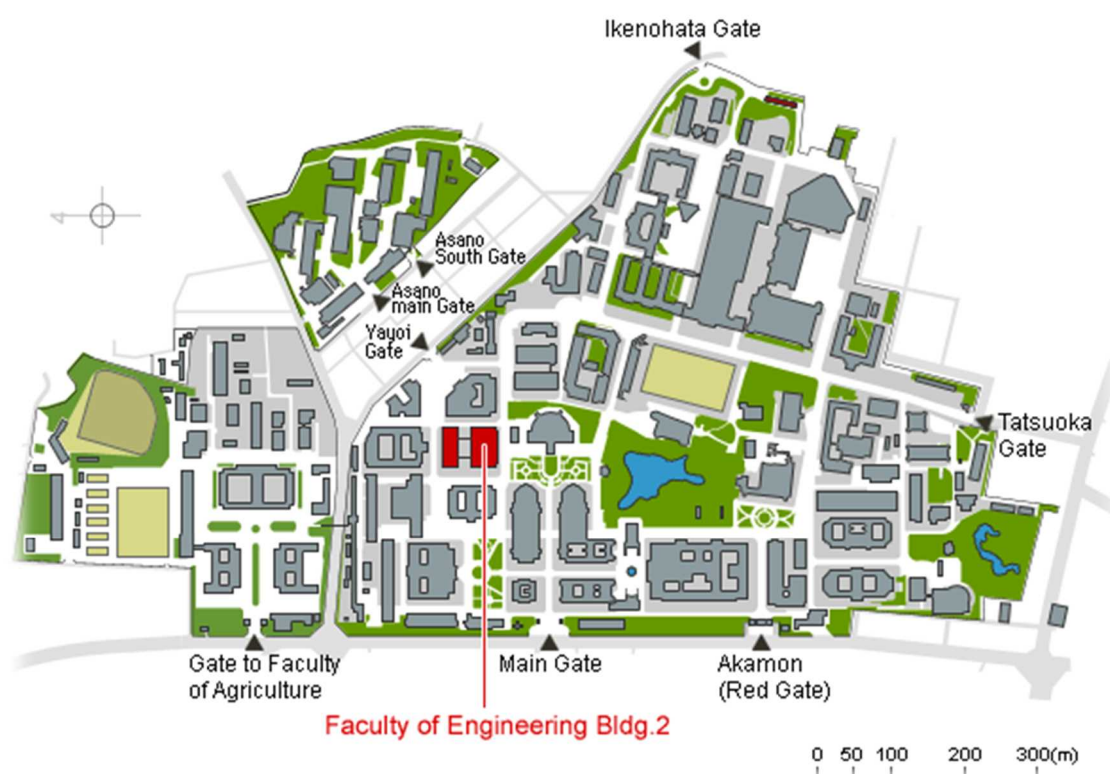 Ikenohata Gate
Asano
South Gate
Asano
main Gate
Yayoi
Gate
Tatsuoka
Gate
Gate to Faculty
of Agriculture
Main Gate
Akamon
(Red Gate)
Faculty of Engineering Bldg.2
0 50 100 200 300(m)